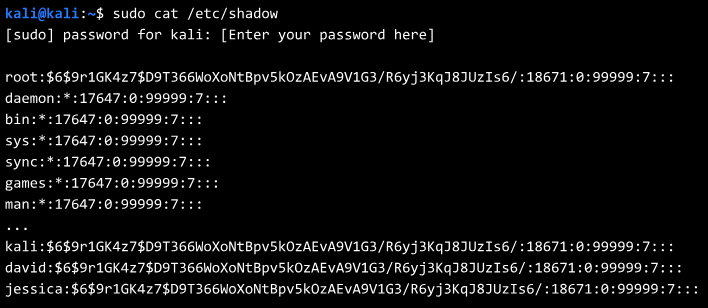 kali@kali:~$ sudo cat /etc/shadow
[sudo] password for kali: [Enter your password here]
root:$6$9r1GK4z7$D9T366WoXoNtBpv5kOzAEvA9V1G3/R6yj3KqJ8JUzIs6/:18671:0:99999:7:::
daemon:*:17647:0:99999:7:::
bin:*:17647:0:99999:7:::
sys:*:17647:0:99999:7:::
sync:*:17647:0:99999:7:::
games:*:17647:0:99999:7:::
man:*:17647:0:99999:7:::
...
kali:$6$9r1GK4z7$D9T366WoXoNtBpv5kOzAEvA9V1G3/R6yj3KqJ8JUzIs6/:18671:0:99999:7:::
david:$6$9r1GK4z7$D9T366WoXoNtBpv5kOzAEvA9V1G3/R6yj3KqJ8JUzIs6/:18671:0:99999:7:::
jessica:$6$9r1GK4z7$D9T366WoXoNtBpv5kOzAEvA9V1G3/R6yj3KqJ8JUzIs6/:18671:0:99999:7:::